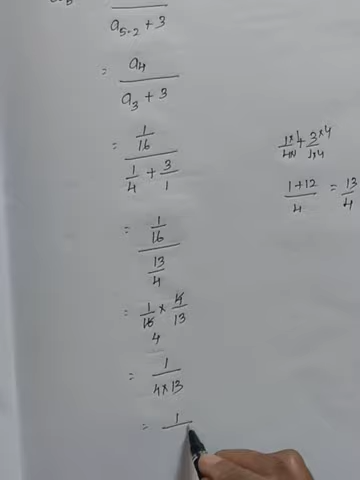 a₅₋₂ + 3
= a₄ / (a₃ + 3)
= (1/16) / (1/4 + 3/1)
1×1/4×1 + 3×4/1×4
(1+12)/4 = 13/4
= (1/16) / (13/4)
= 1/16 × 4/13
4
= 1/(4×13)
= 1/